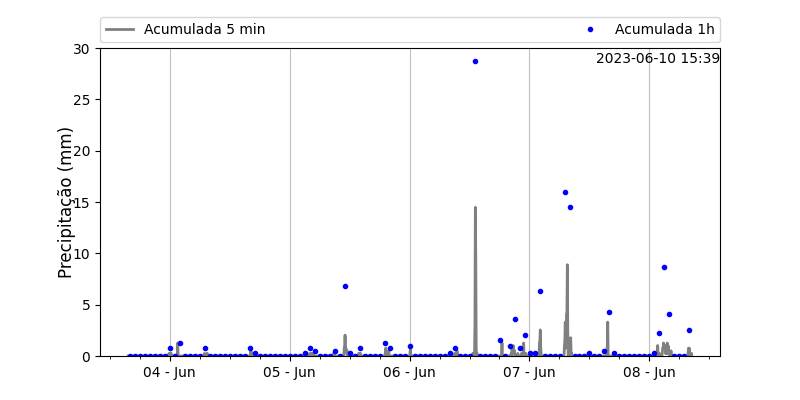 Acumulada 5 min
Acumulada 1h
2023-06-10 15:39
Precipitação (mm)
30
25
20
15
10
5
0
04 - Jun
05 - Jun
06 - Jun
07 - Jun
08 - Jun